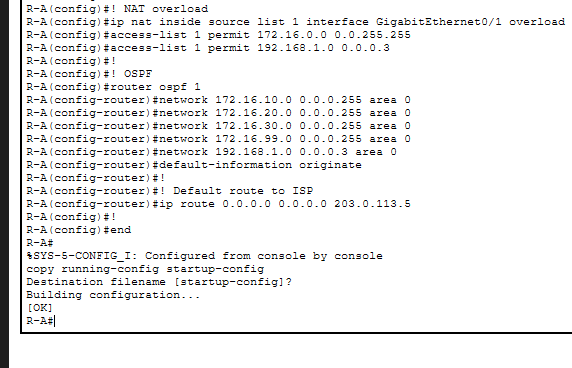 R-A(config)#! NAT overload
R-A(config)#ip nat inside source list 1 interface GigabitEthernet0/1 overload
R-A(config)#access-list 1 permit 172.16.0.0 0.0.255.255
R-A(config)#access-list 1 permit 192.168.1.0 0.0.0.3
R-A(config)#!
R-A(config)#! OSPF
R-A(config)#router ospf 1
R-A(config-router)#network 172.16.10.0 0.0.0.255 area 0
R-A(config-router)#network 172.16.20.0 0.0.0.255 area 0
R-A(config-router)#network 172.16.30.0 0.0.0.255 area 0
R-A(config-router)#network 172.16.99.0 0.0.0.255 area 0
R-A(config-router)#network 192.168.1.0 0.0.0.3 area 0
R-A(config-router)#default-information originate
R-A(config-router)#!
R-A(config-router)#! Default route to ISP
R-A(config-router)#ip route 0.0.0.0 0.0.0.0 203.0.113.5
R-A(config)#!
R-A(config)#end
R-A#
%SYS-5-CONFIG_I: Configured from console by console
copy running-config startup-config
Destination filename [startup-config]?
Building configuration...
[OK]
R-A#